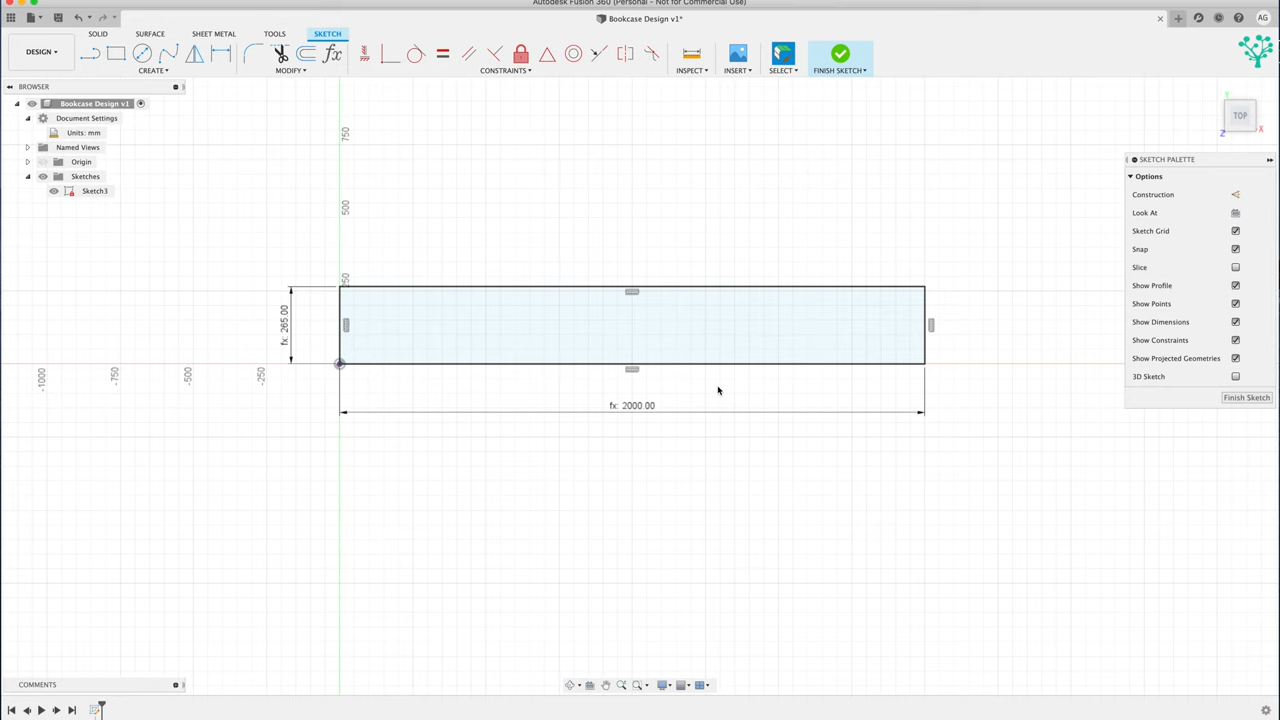 Autodesk Fusion 360 (Personal - Not for Commercial Use)
Bookcase Design v1*
AG
DESIGN
SOLID
SURFACE
SHEET METAL
TOOLS
SKETCH
fx
CREATE
MODIFY
CONSTRAINTS
INSPECT
INSERT
SELECT
FINISH SKETCH
BROWSER
Bookcase Design v1
Document Settings
Units: mm
Named Views
Origin
Sketches
Sketch3
750
500
250
-1000
-750
-500
-250
fx: 265.00
fx: 2000.00
TOP
Y
X
Z
SKETCH PALETTE
Options
Construction
Look At
Sketch Grid
Snap
Slice
Show Profile
Show Points
Show Dimensions
Show Constraints
Show Projected Geometries
3D Sketch
Finish Sketch
COMMENTS